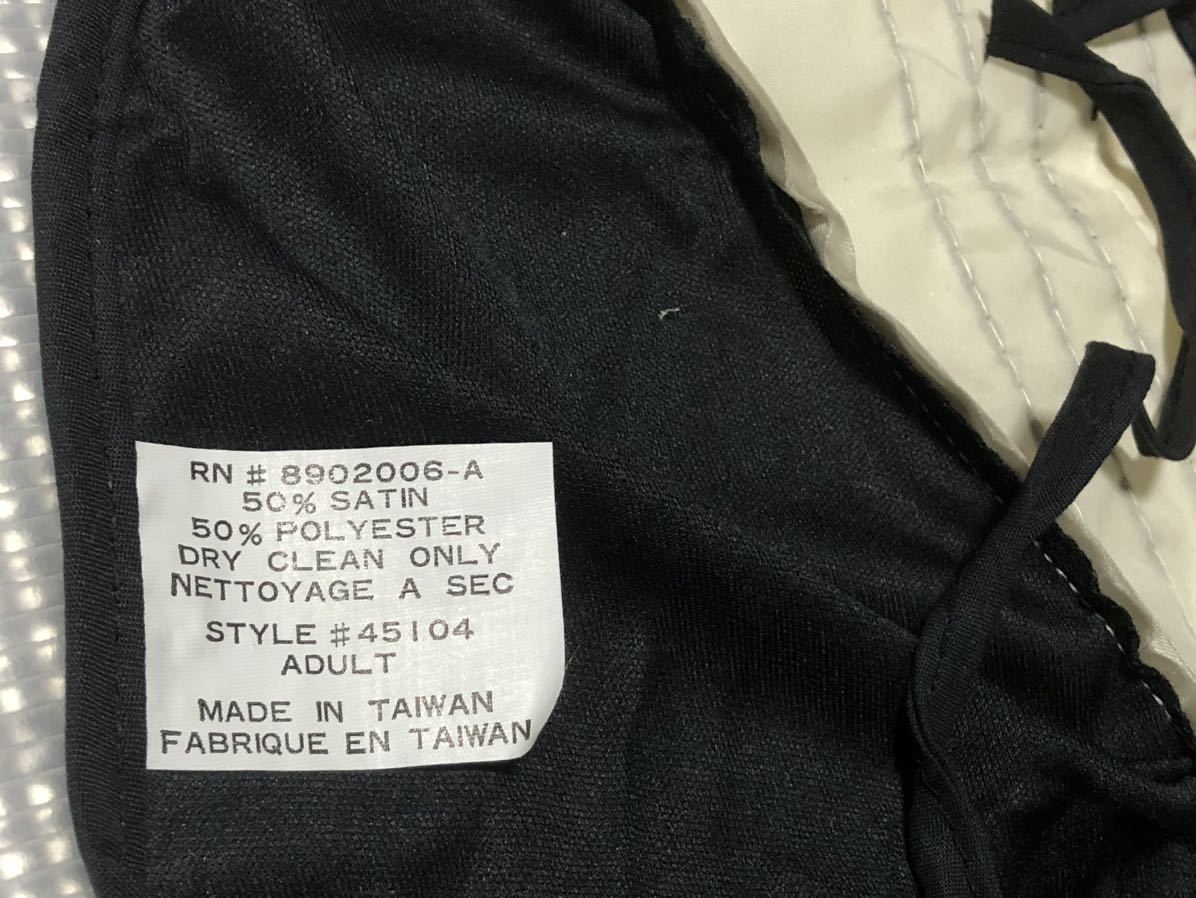 RN # 8902006-A
50% SATIN
50% POLYESTER
DRY CLEAN ONLY
NETTOYAGE A SEC
STYLE #45104
ADULT
MADE IN TAIWAN
FABRIQUE EN TAIWAN